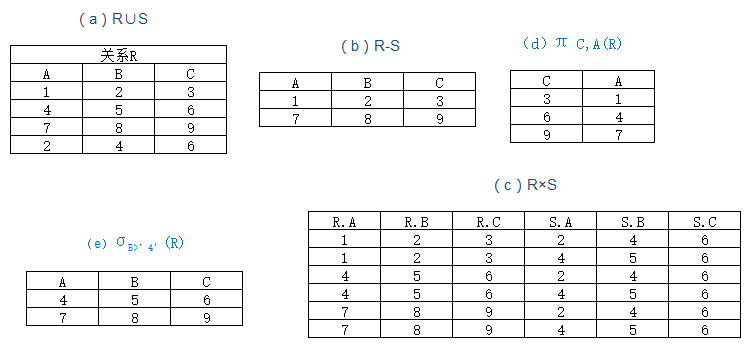 (a) R∪S
关系R
A B C
1 2 3
4 5 6
7 8 9
2 4 6
(b) R-S
A B C
1 2 3
7 8 9
(d) π C,A(R)
C A
3 1
6 4
9 7
(c) R×S
R.A R.B R.C S.A S.B S.C
1 2 3 2 4 6
1 2 3 4 5 6
4 5 6 2 4 6
4 5 6 4 5 6
7 8 9 2 4 6
7 8 9 4 5 6
(e) σB>'4'(R)
A B C
4 5 6
7 8 9